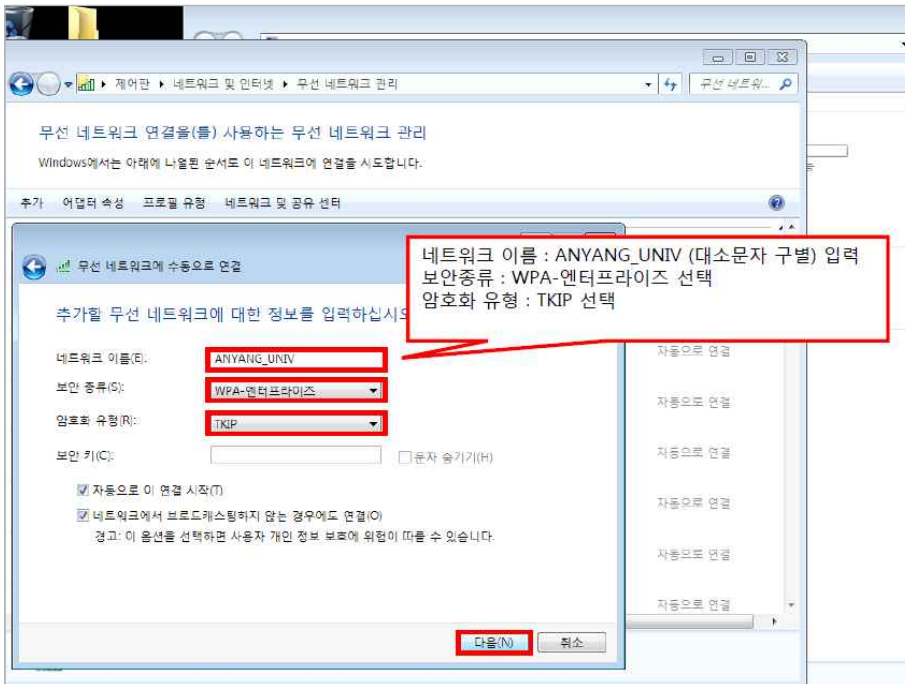 제어판 ▸ 네트워크 및 인터넷 ▸ 무선 네트워크 관리
무선 네트워크...
무선 네트워크 연결을(를) 사용하는 무선 네트워크 관리
Windows에서는 아래에 나열된 순서로 이 네트워크에 연결을 시도합니다.
추가 어댑터 속성 프로필 유형 네트워크 및 공유 센터
네트워크 이름 : ANYANG_UNIV (대소문자 구별) 입력
보안종류 : WPA-엔터프라이즈 선택
암호화 유형 : TKIP 선택
무선 네트워크에 수동으로 연결
추가할 무선 네트워크에 대한 정보를 입력하십시오
네트워크 이름(E): ANYANG_UNIV
보안 종류(S): WPA-엔터프라이즈
암호화 유형(R): TKIP
보안 키(C): 문자 숨기기(H)
자동으로 이 연결 시작(T)
네트워크에서 브로드캐스팅하지 않는 경우에도 연결(O)
경고: 이 옵션을 선택하면 사용자 개인 정보 보호에 위험이 따를 수 있습니다.
자동으로 연결
자동으로 연결
자동으로 연결
자동으로 연결
자동으로 연결
자동으로 연결
다음(N) 취소